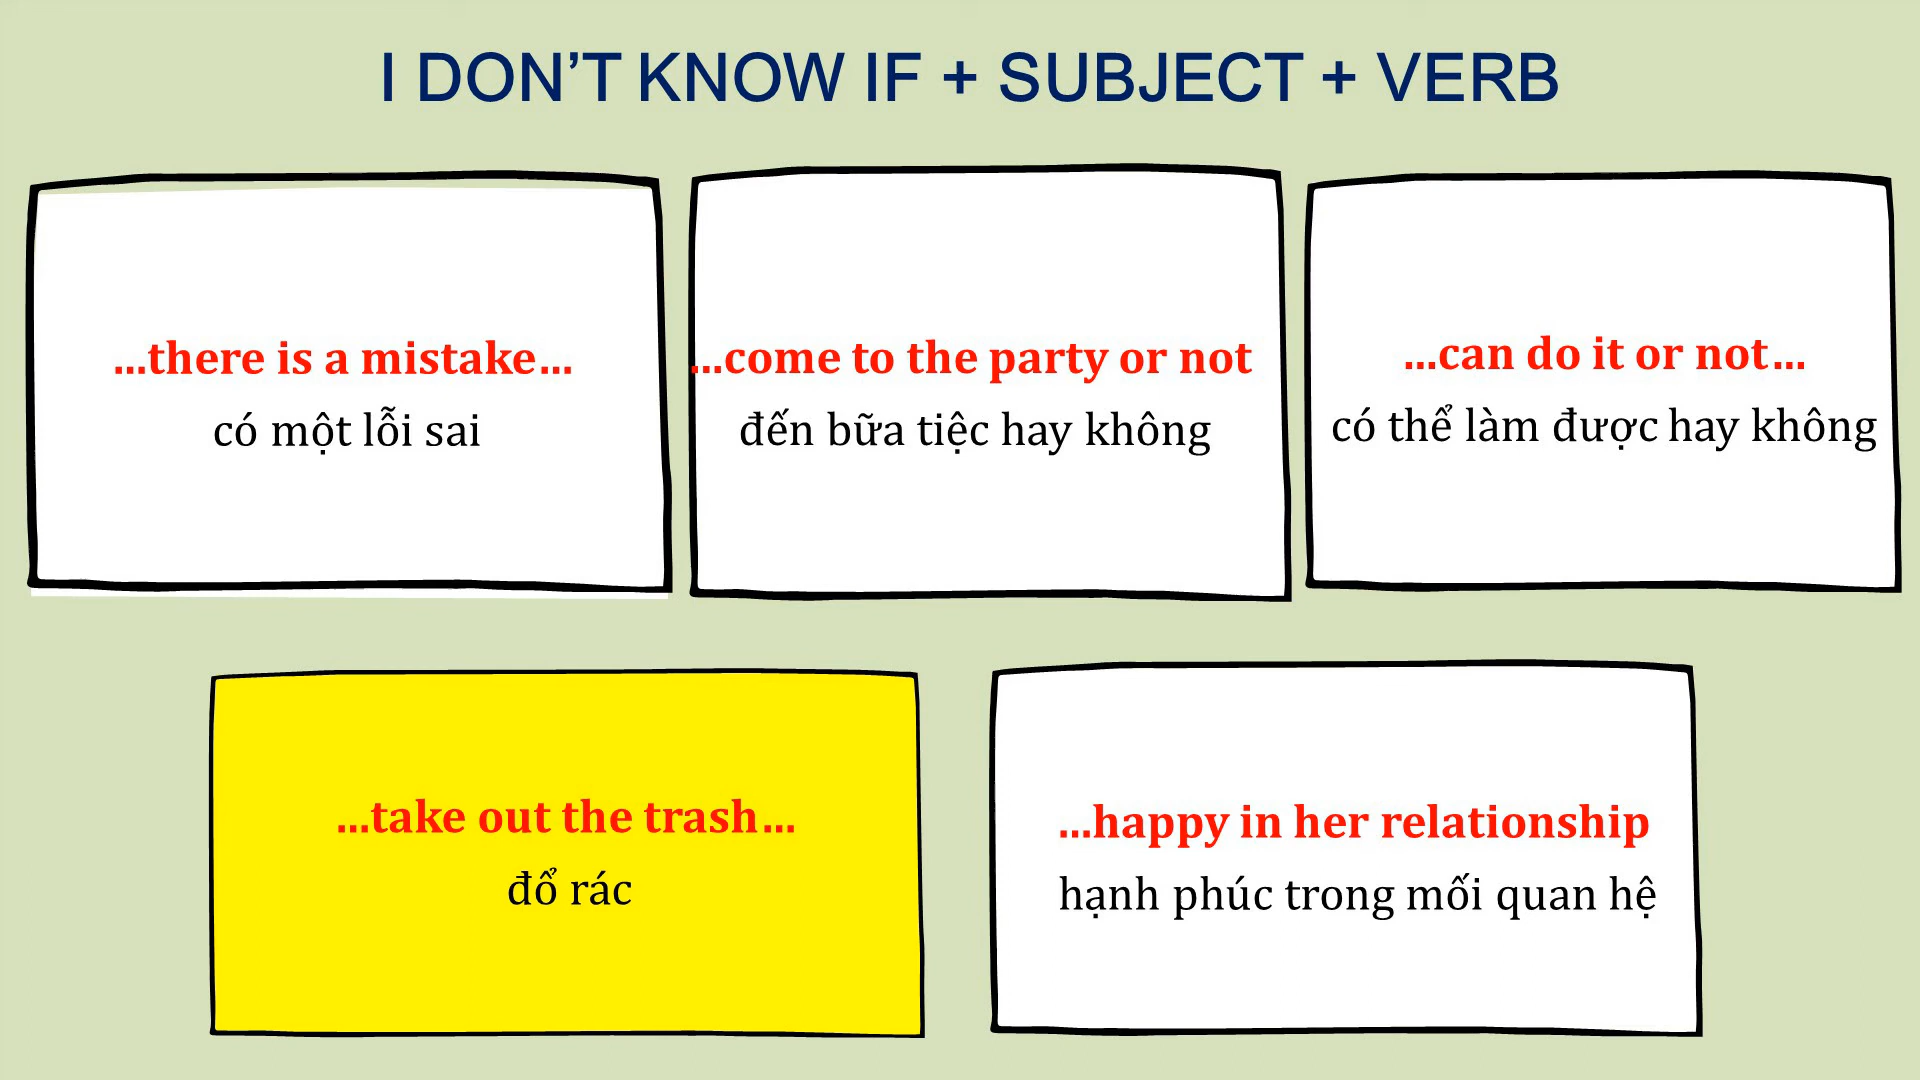 I DON’T KNOW IF + SUBJECT + VERB
...there is a mistake...
có một lỗi sai
...come to the party or not
đến bữa tiệc hay không
...can do it or not...
có thể làm được hay không
...take out the trash...
đổ rác
...happy in her relationship
hạnh phúc trong mối quan hệ